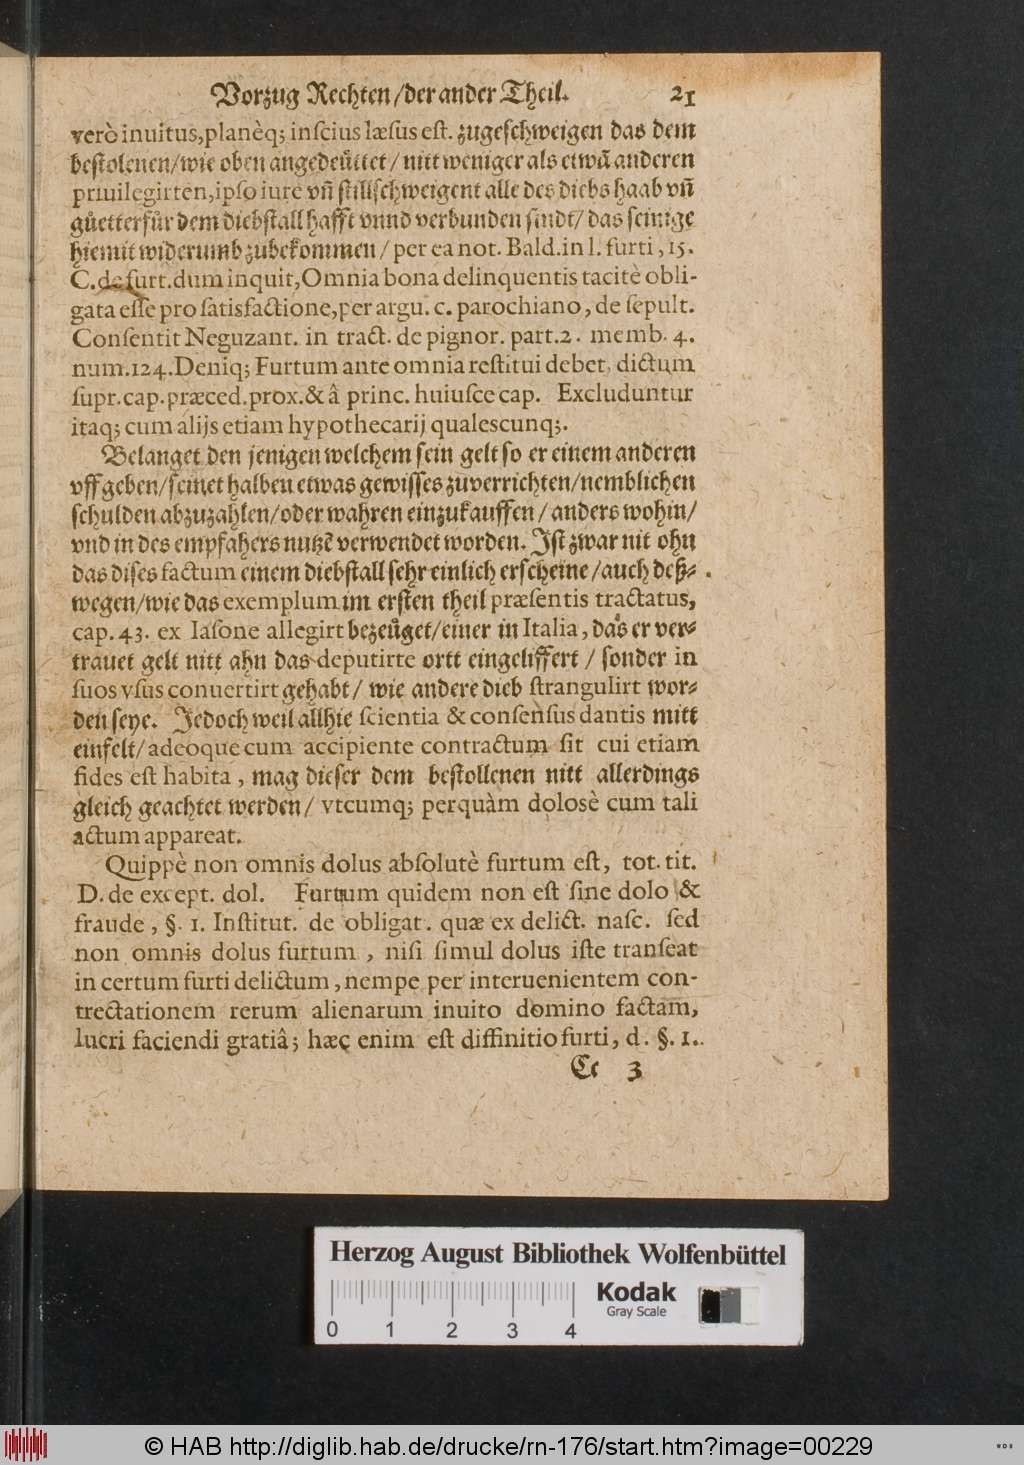 Vorzug Rechten/der ander Theil. 21
verò inuitus,planèq; inſcius læſus eſt. zugeſchweigen das dem
beſtolenen/wie oben angedeuͤttet/ nitt weniger als etwã anderen
priuilegirten,ipſo iure vñ ſtillſchweigent alle des diebs haab vñ
guͤetter fuͤr dem diebſtall hafft vnnd verbunden ſindt/ das ſeinige
hiemit widerumb zubekommen/ per ea not. Bald.in l. furti, 15.
C. de furt.dum inquit,Omnia bona delinquentis tacitè obli-
gata eſſe pro ſatisfactione,per argu. c. parochiano, de ſepult.
Conſentit Neguzant. in tract. de pignor. part.2. memb. 4.
num.124.Deniq; Furtum ante omnia reſtitui debet, dictum
ſupr.cap.præced.prox.& â princ. huiuſce cap. Excluduntur
itaq; cum alijs etiam hypothecarij qualescunq;.
Belanget den jenigen welchem ſein gelt ſo er einem anderen
vffgeben/ſeinet halben etwas gewiſſes zuverrichten/nemblichen
ſchulden abzuzahlen/oder wahren einzukauffen/ anders wohin/
vnd in des empfahers nutzẽ verwendet worden. Iſt zwar nit ohn
das diſes factum einem diebſtall ſehr einlich erſcheine/auch deß-
wegen/wie das exemplum im erſten theil præſentis tractatus,
cap. 43. ex Iaſone allegirt bezeuͤget/einer in Italia, das er ver-
trauet gelt nitt ahn das deputirte ortt eingeliffert/ ſonder in
ſuos vſus conuertirt gehabt/ wie andere dieb ſtrangulirt wor-
den ſeye. Jedoch weil allhie ſcientia & conſenſus dantis mitt
einfelt/adeoque cum accipiente contractum ſit cui etiam
fides eſt habita, mag dieſer dem beſtollenen nitt allerdings
gleich geachtet werden/ vtcumq; perquàm dolosè cum tali
actum appareat.
Quippè non omnis dolus abſolutè furtum eſt, tot. tit.
D. de except. dol. Furtum quidem non eſt ſine dolo &
fraude, §. 1. Inſtitut. de obligat. quæ ex delict. naſc. ſed
non omnis dolus furtum, niſi ſimul dolus iſte tranſeat
in certum furti delictum, nempe per interuenientem con-
trectationem rerum alienarum inuito domino factam,
lucri faciendi gratiâ; hæc enim eſt diffinitio furti, d. §. 1.
Cc 3
Herzog August Bibliothek Wolfenbüttel
0 1 2 3 4
Kodak
Gray Scale
© HAB http://diglib.hab.de/drucke/rn-176/start.htm?image=00229